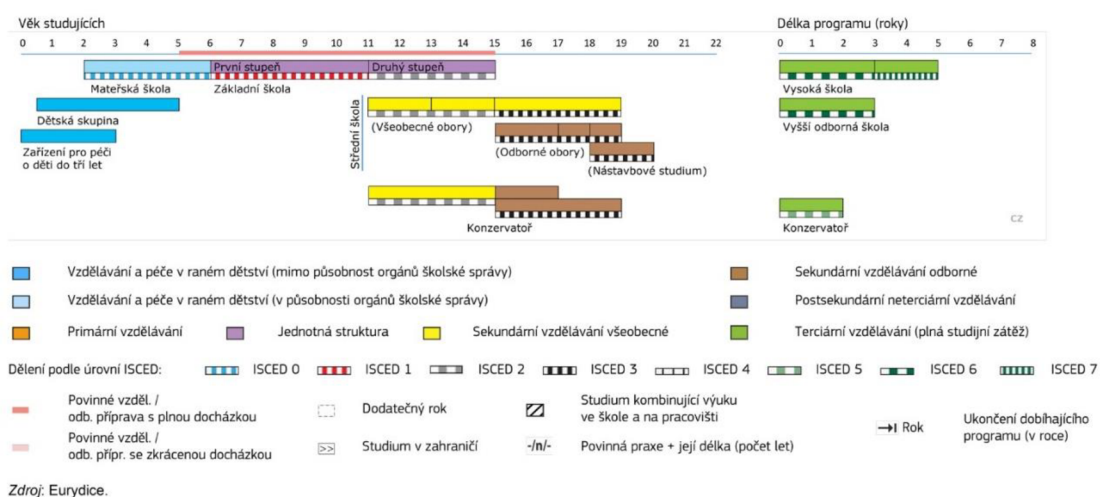 Věk studujících
Délka programu (roky)
0 1 2 3 4 5 6 7 8 9 10 11 12 13 14 15 16 17 18 19 20 21 22
0 1 2 3 4 5 6 7 8
První stupeň
Druhý stupeň
Mateřská škola
Základní škola
Vysoká škola
Dětská skupina
(Všeobecné obory)
Vyšší odborná škola
Střední škola
Zařízení pro péči
o děti do tří let
(Odborné obory)
(Nástavbové studium)
Konzervatoř
Konzervatoř
CZ
Vzdělávání a péče v raném dětství (mimo působnost orgánů školské správy)
Sekundární vzdělávání odborné
Vzdělávání a péče v raném dětství (v působnosti orgánů školské správy)
Postsekundární neterciární vzdělávání
Primární vzdělávání
Jednotná struktura
Sekundární vzdělávání všeobecné
Terciární vzdělávání (plná studijní zátěž)
Dělení podle úrovní ISCED: ISCED 0 ISCED 1 ISCED 2 ISCED 3 ISCED 4 ISCED 5 ISCED 6 ISCED 7
Povinné vzděl. /
odb. příprava s plnou docházkou
Dodatečný rok
Studium kombinující výuku
ve škole a na pracovišti
Rok
Ukončení dobíhajícího
programu (v roce)
Povinné vzděl. /
odb. přípr. se zkrácenou docházkou
>> Studium v zahraničí
-/n/- Povinná praxe + její délka (počet let)
Zdroj: Eurydice.